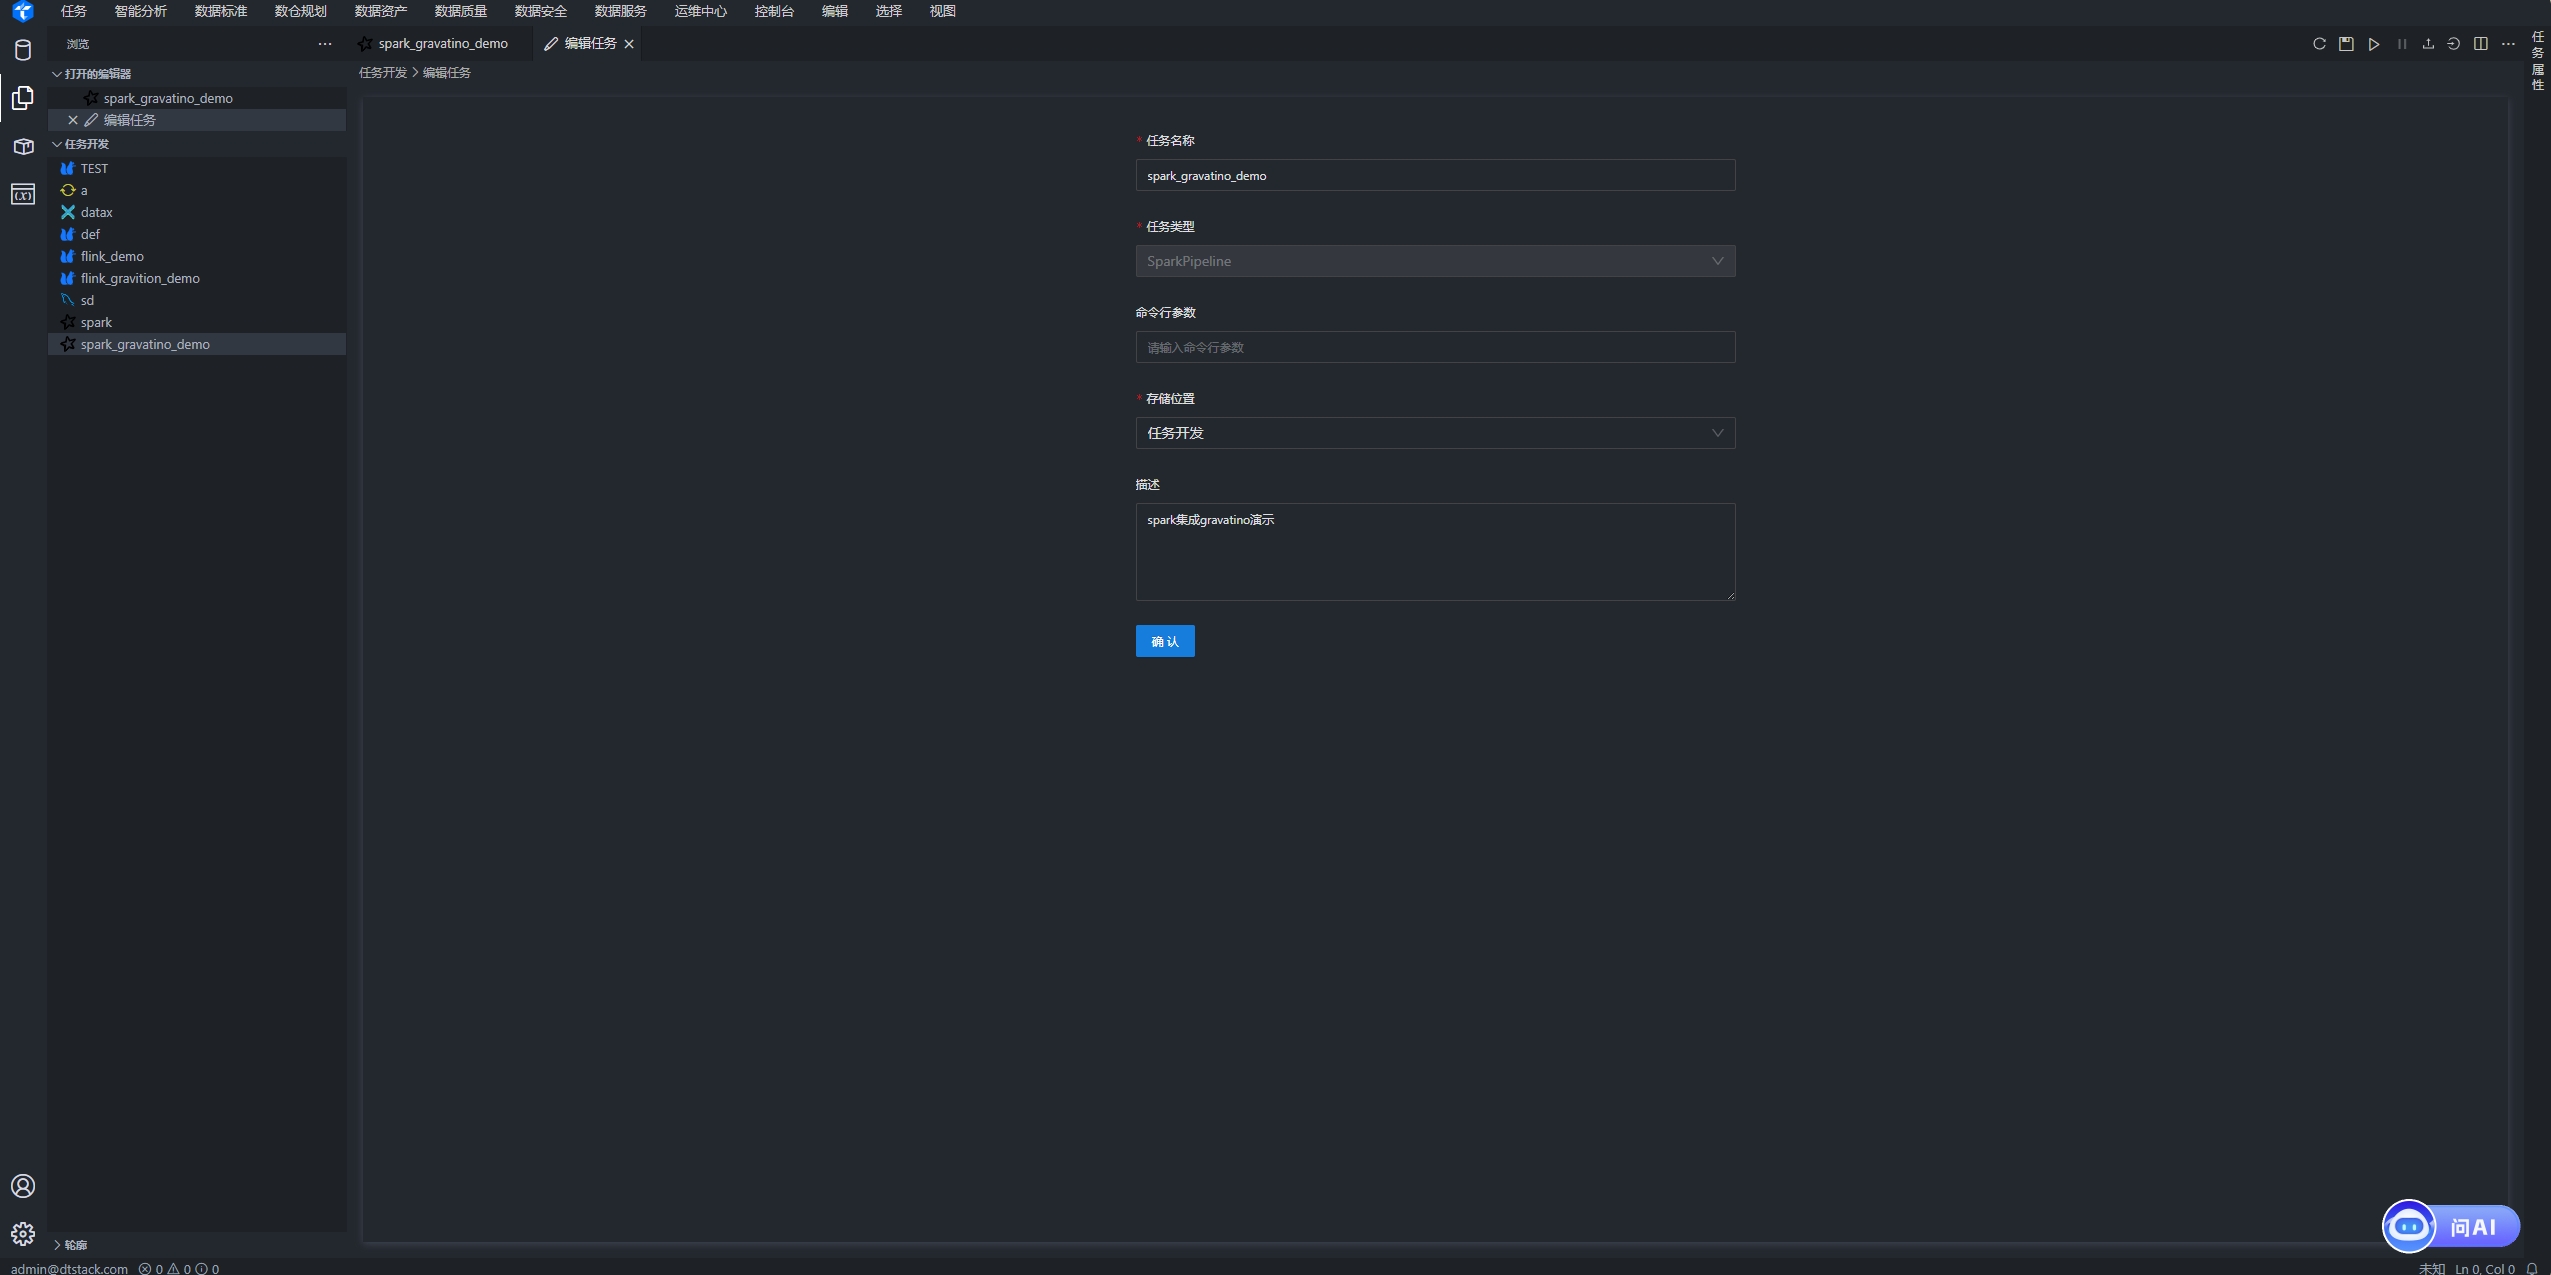 任务 智能分析 数据标准 数仓规划 数据资产 数据质量 数据安全 数据服务 运维中心 控制台 编辑 选择 视图
浏览
spark_gravatino_demo 编辑任务
任务属性
打开的编辑器
任务开发 > 编辑任务
spark_gravatino_demo
编辑任务
任务开发
TEST
a
datax
def
flink_demo
flink_gravition_demo
sd
spark
spark_gravatino_demo
* 任务名称
spark_gravatino_demo
* 任务类型
SparkPipeline
命令行参数
请输入命令行参数
* 存储位置
任务开发
描述
spark集成gravatino演示
确 认
问AI
轮廓
admin@dtstack.com 0 0 0
未知 Ln 0, Col 0